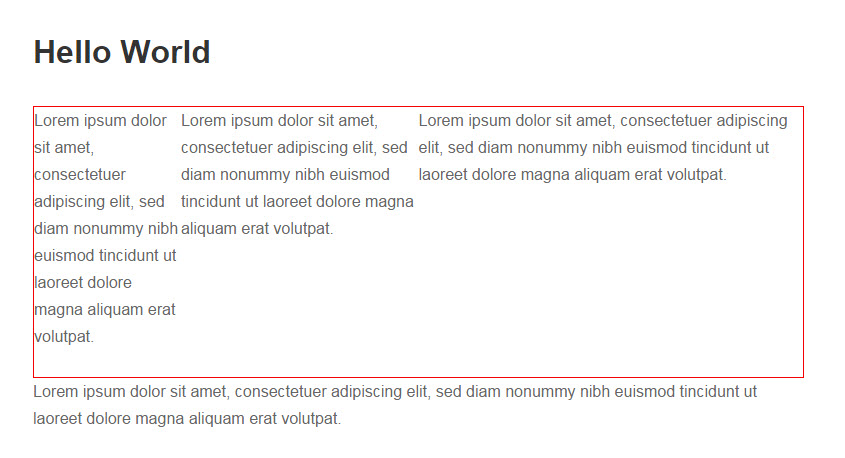 Hello World
Lorem ipsum dolor
sit amet,
consectetuer
adipiscing elit, sed
diam nonummy nibh
euismod tincidunt ut
laoreet dolore
magna aliquam erat
volutpat.
Lorem ipsum dolor sit amet,
consectetuer adipiscing elit, sed
diam nonummy nibh euismod
tincidunt ut laoreet dolore magna
aliquam erat volutpat.
Lorem ipsum dolor sit amet, consectetuer adipiscing
elit, sed diam nonummy nibh euismod tincidunt ut
laoreet dolore magna aliquam erat volutpat.
Lorem ipsum dolor sit amet, consectetuer adipiscing elit, sed diam nonummy nibh euismod tincidunt ut
laoreet dolore magna aliquam erat volutpat.